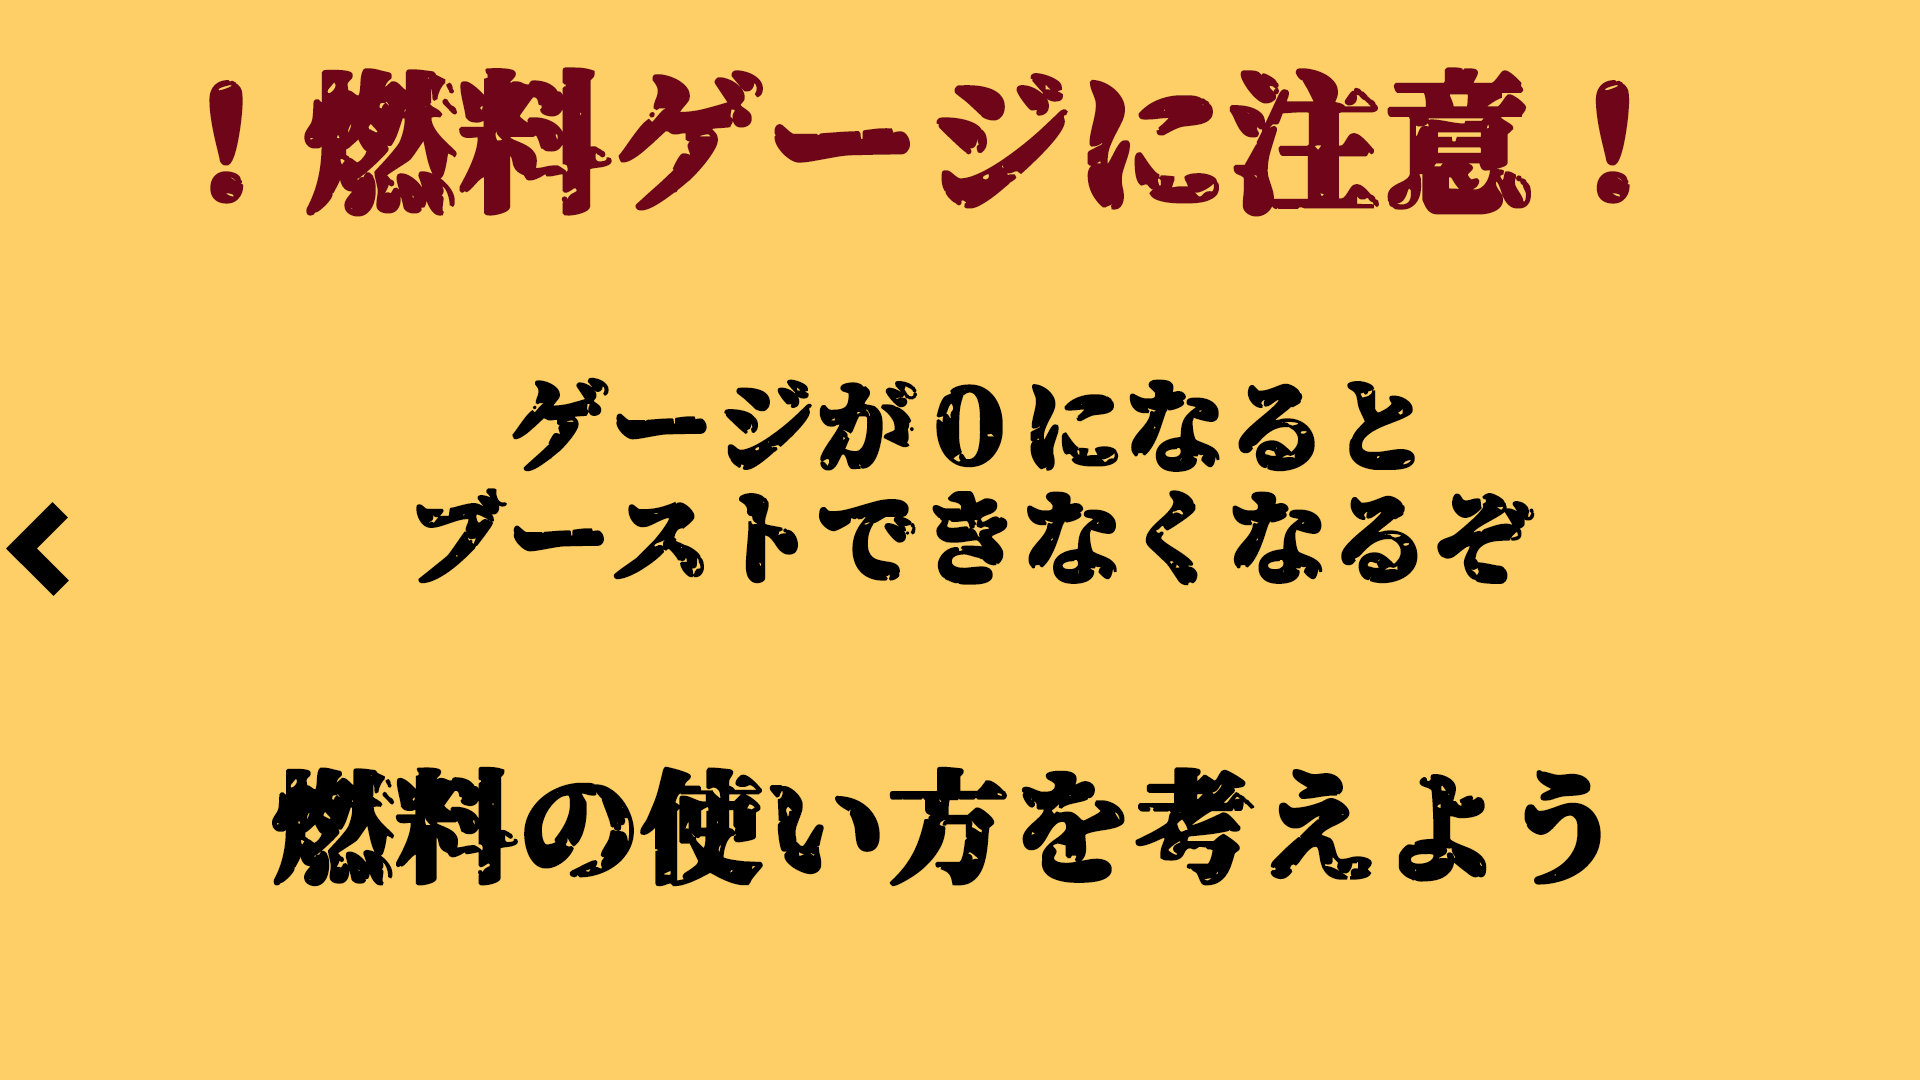 ！燃料ゲージに注意！
ゲージが０になると
ブーストできなくなるぞ
燃料の使い方を考えよう